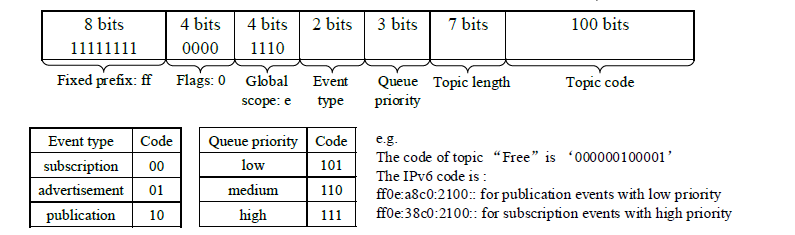 8 bits 4 bits 4 bits 2 bits 3 bits 7 bits 100 bits
11111111 0000 1110
Fixed prefix: ff Flags: 0 Global scope: e Event type Queue priority Topic length Topic code
Event type Code
subscription 00
advertisement 01
publication 10
Queue priority Code
low 101
medium 110
high 111
e.g.
The code of topic “Free” is ‘000000100001’
The IPv6 code is :
ff0e:a8c0:2100:: for publication events with low priority
ff0e:38c0:2100:: for subscription events with high priority